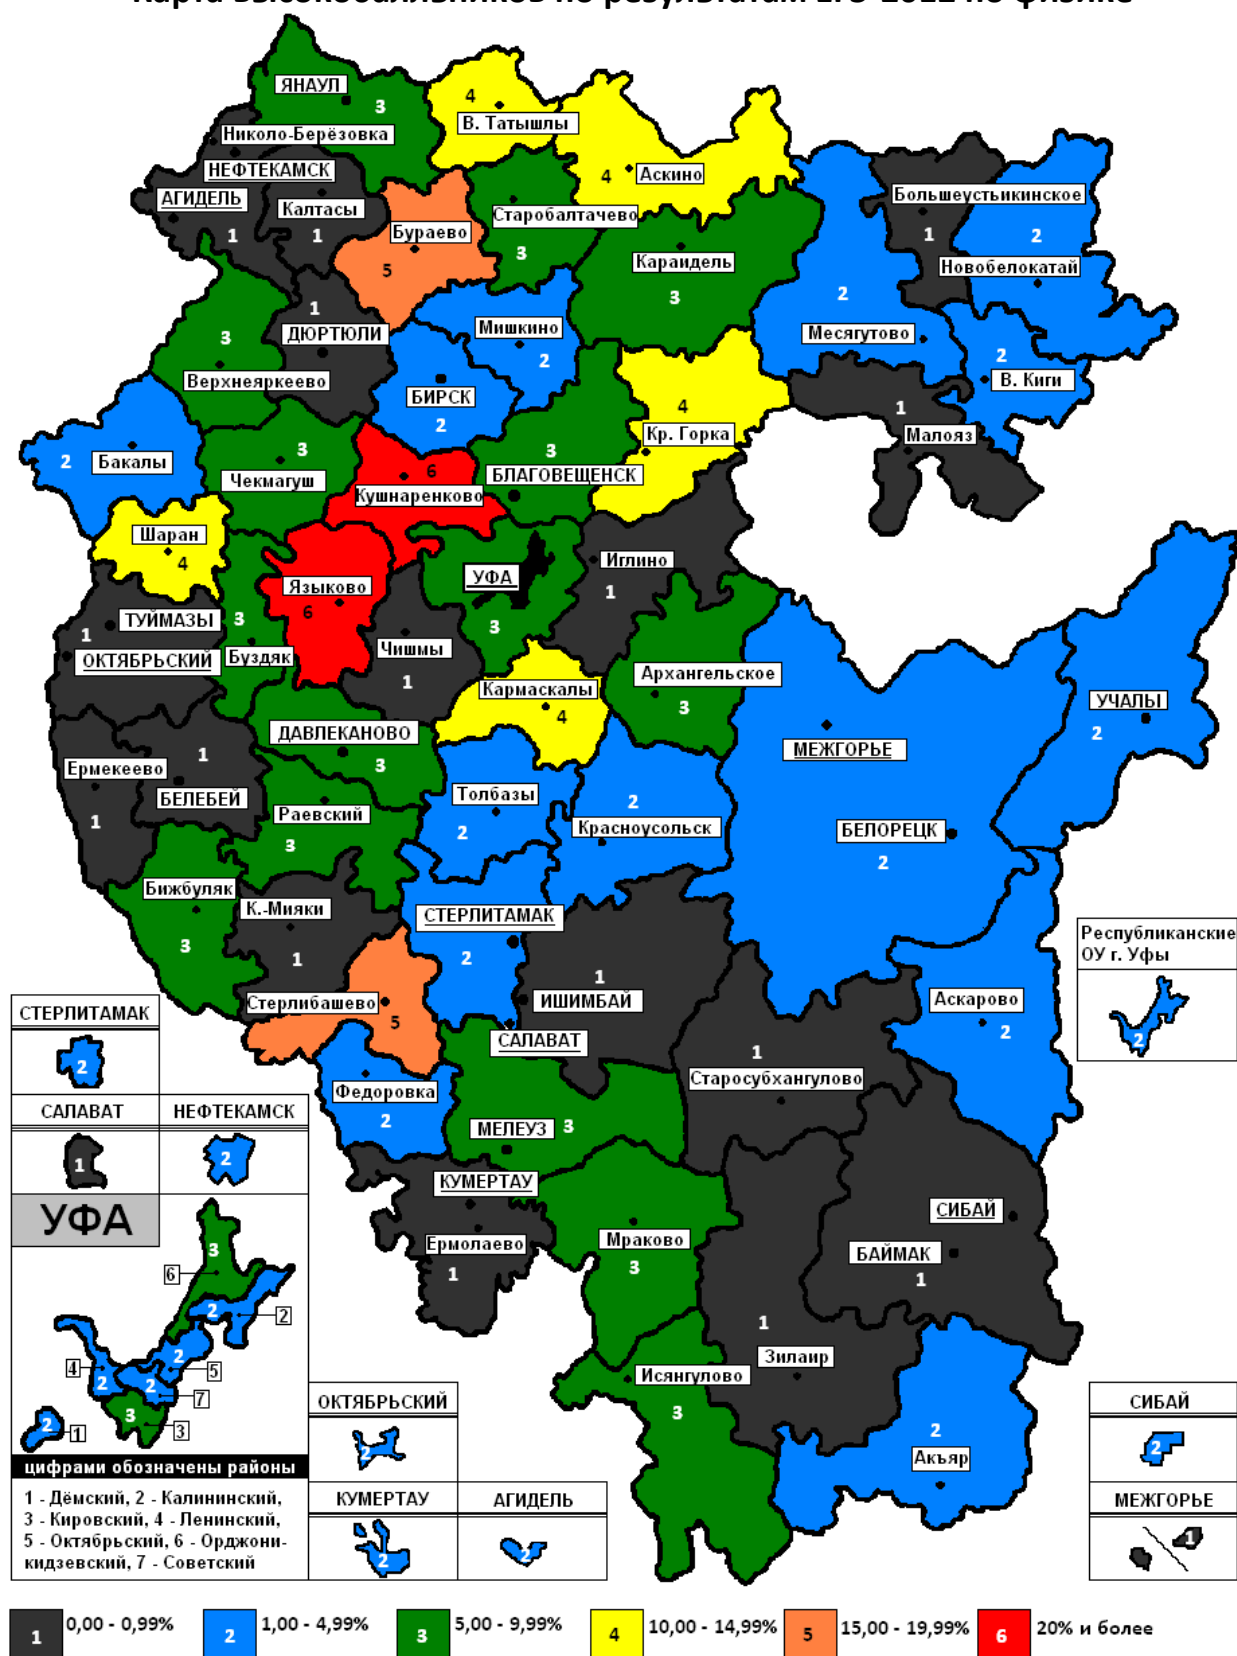 Карта высокобалльников по результатам ЕГЭ-2012 по физике
ЯНАУЛ
3
4
В. Татышлы
Николо-Берёзовка
НЕФТЕКАМСК
АГИДЕЛЬ
1
Калтасы
1
Бураево
5
Старобалтачево
3
4
Аскино
Караидель
3
Большеустьикинское
1
2
Новобелокатай
2
Месягутово
2
В. Киги
1
Малояз
1
ДЮРТЮЛИ
3
Верхнеяркеево
Мишкино
2
БИРСК
2
4
Кр. Горка
2
Бакалы
3
Чекмагуш
6
Кушнаренково
3
БЛАГОВЕЩЕНСК
Шаран
4
УФА
3
Иглино
1
Языково
6
ТУЙМАЗЫ
1
ОКТЯБРЬСКИЙ
3
Буздяк
Чишмы
1
Кармаскалы
4
Архангельское
3
УЧАЛЫ
2
МЕЖГОРЬЕ
БЕЛОРЕЦК
2
ДАВЛЕКАНОВО
3
Ермекеево
1
1
БЕЛЕБЕЙ
Раевский
3
Толбазы
2
2
Красноусольск
Бижбуляк
3
К.-Мияки
1
СТЕРЛИТАМАК
2
1
ИШИМБАЙ
САЛАВАТ
Стерлибашево
5
Аскарово
2
Республиканские
ОУ г. Уфы
2
1
Старосубхангулово
Федоровка
2
МЕЛЕУЗ
3
КУМЕРТАУ
Ермолаево
1
Мраково
3
СИБАЙ
БАЙМАК
1
1
Зилаир
Исянгулово
3
2
Акъяр
СТЕРЛИТАМАК
2
САЛАВАТ
НЕФТЕКАМСК
1
2
УФА
3
6
2
2
2
4
2
5
2
7
3
3
2
1
цифрами обозначены районы
1 - Дёмский, 2 - Калининский,
3 - Кировский, 4 - Ленинский,
5 - Октябрьский, 6 - Орджони-
кидзевский, 7 - Советский
ОКТЯБРЬСКИЙ
2
КУМЕРТАУ
АГИДЕЛЬ
2
2
СИБАЙ
2
МЕЖГОРЬЕ
1
1
0,00 - 0,99%
2
1,00 - 4,99%
3
5,00 - 9,99%
4
10,00 - 14,99%
5
15,00 - 19,99%
6
20% и более